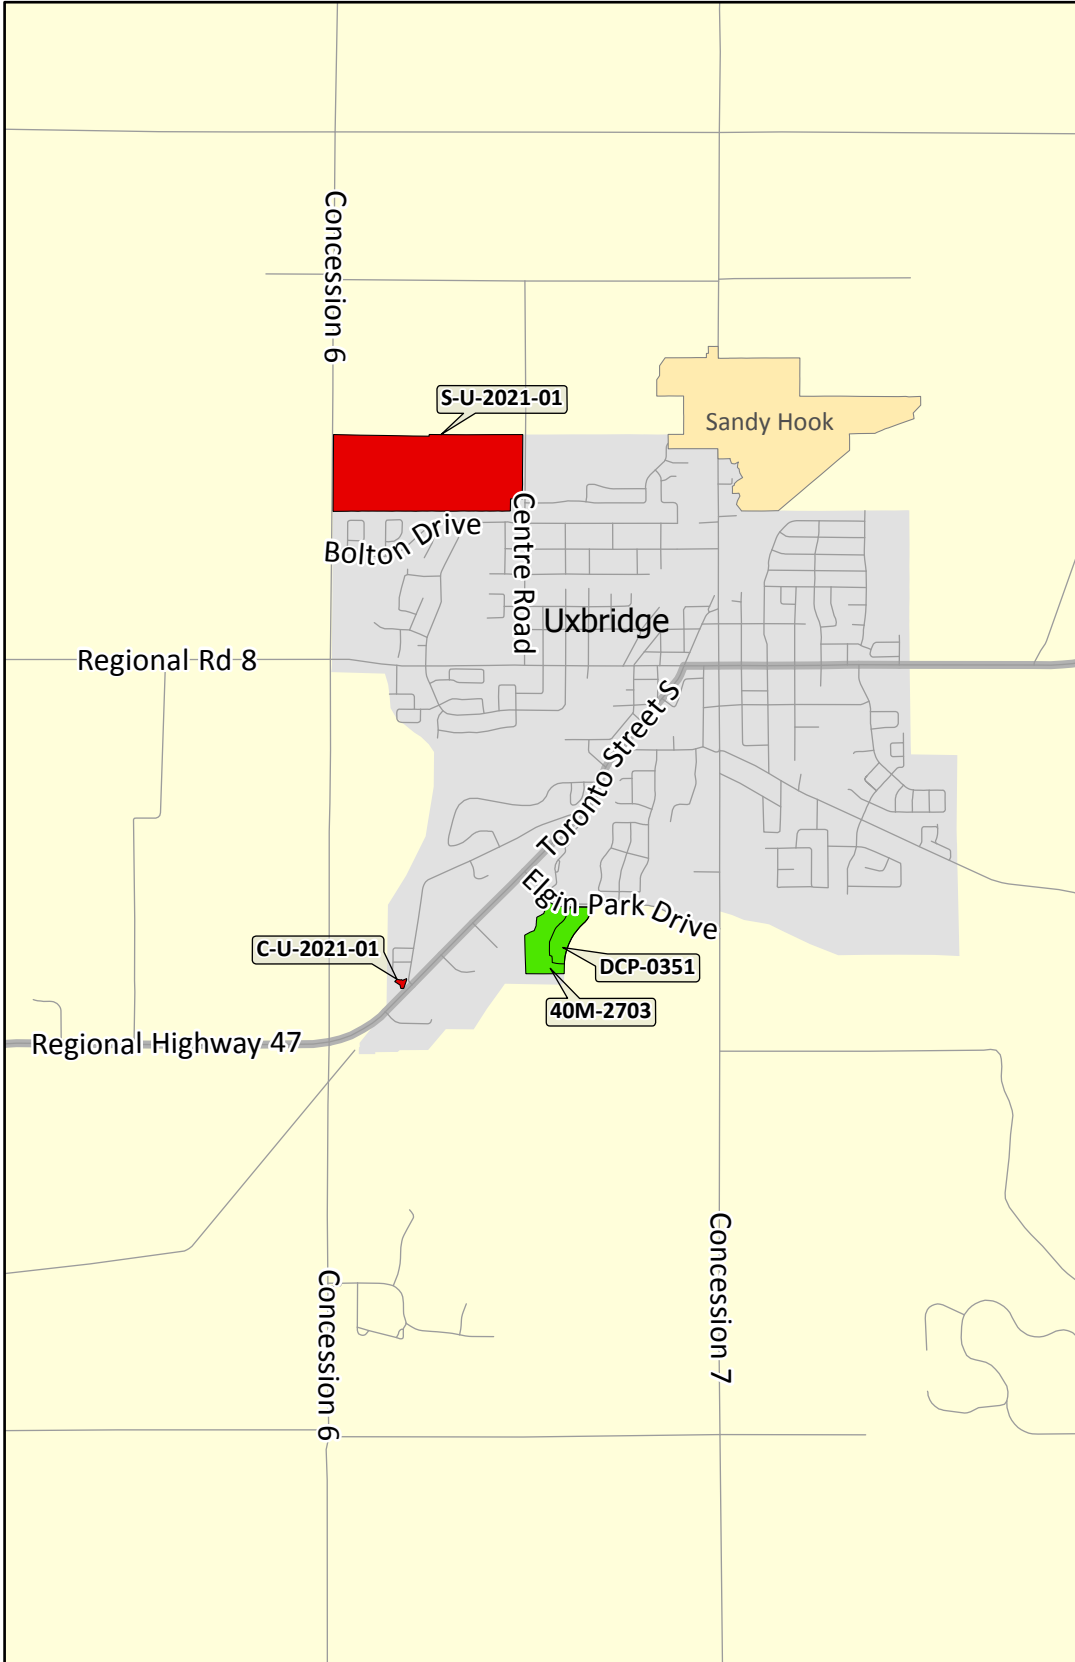 Concession 6
S-U-2021-01
Sandy Hook
Bolton Drive
Centre Road
Uxbridge
Regional Rd 8
Toronto Street S
Elgin Park Drive
C-U-2021-01
DCP-0351
40M-2703
Regional Highway 47
Concession 7
Concession 6